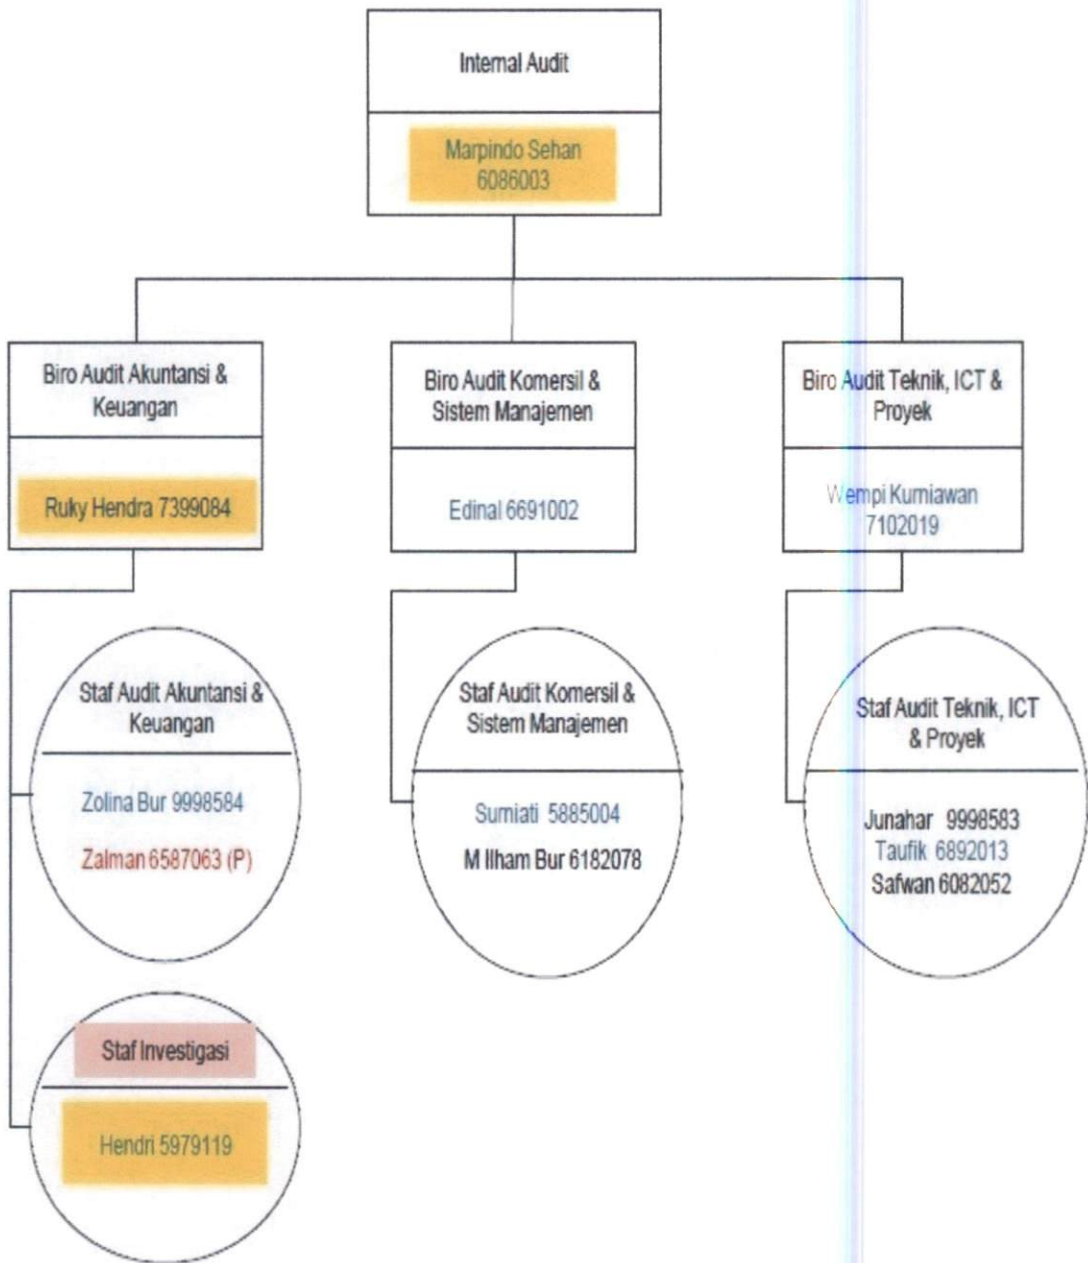 Internal Audit
Marpindo Sehan
6086003
Biro Audit Akuntansi &
Keuangan
Ruky Hendra 7399084
Biro Audit Komersil &
Sistem Manajemen
Edinal 6691002
Biro Audit Teknik, ICT &
Proyek
Wempi Kurniawan
7102019
Staf Audit Akuntansi &
Keuangan
Zolina Bur 9998584
Zalman 6587063 (P)
Staf Audit Komersil &
Sistem Manajemen
Surniati 5885004
M Ilham Bur 6182078
Staf Audit Teknik, ICT
& Proyek
Junahar 9998583
Taufik 6892013
Safwan 6082052
Staf Investigasi
Hendri 5979119